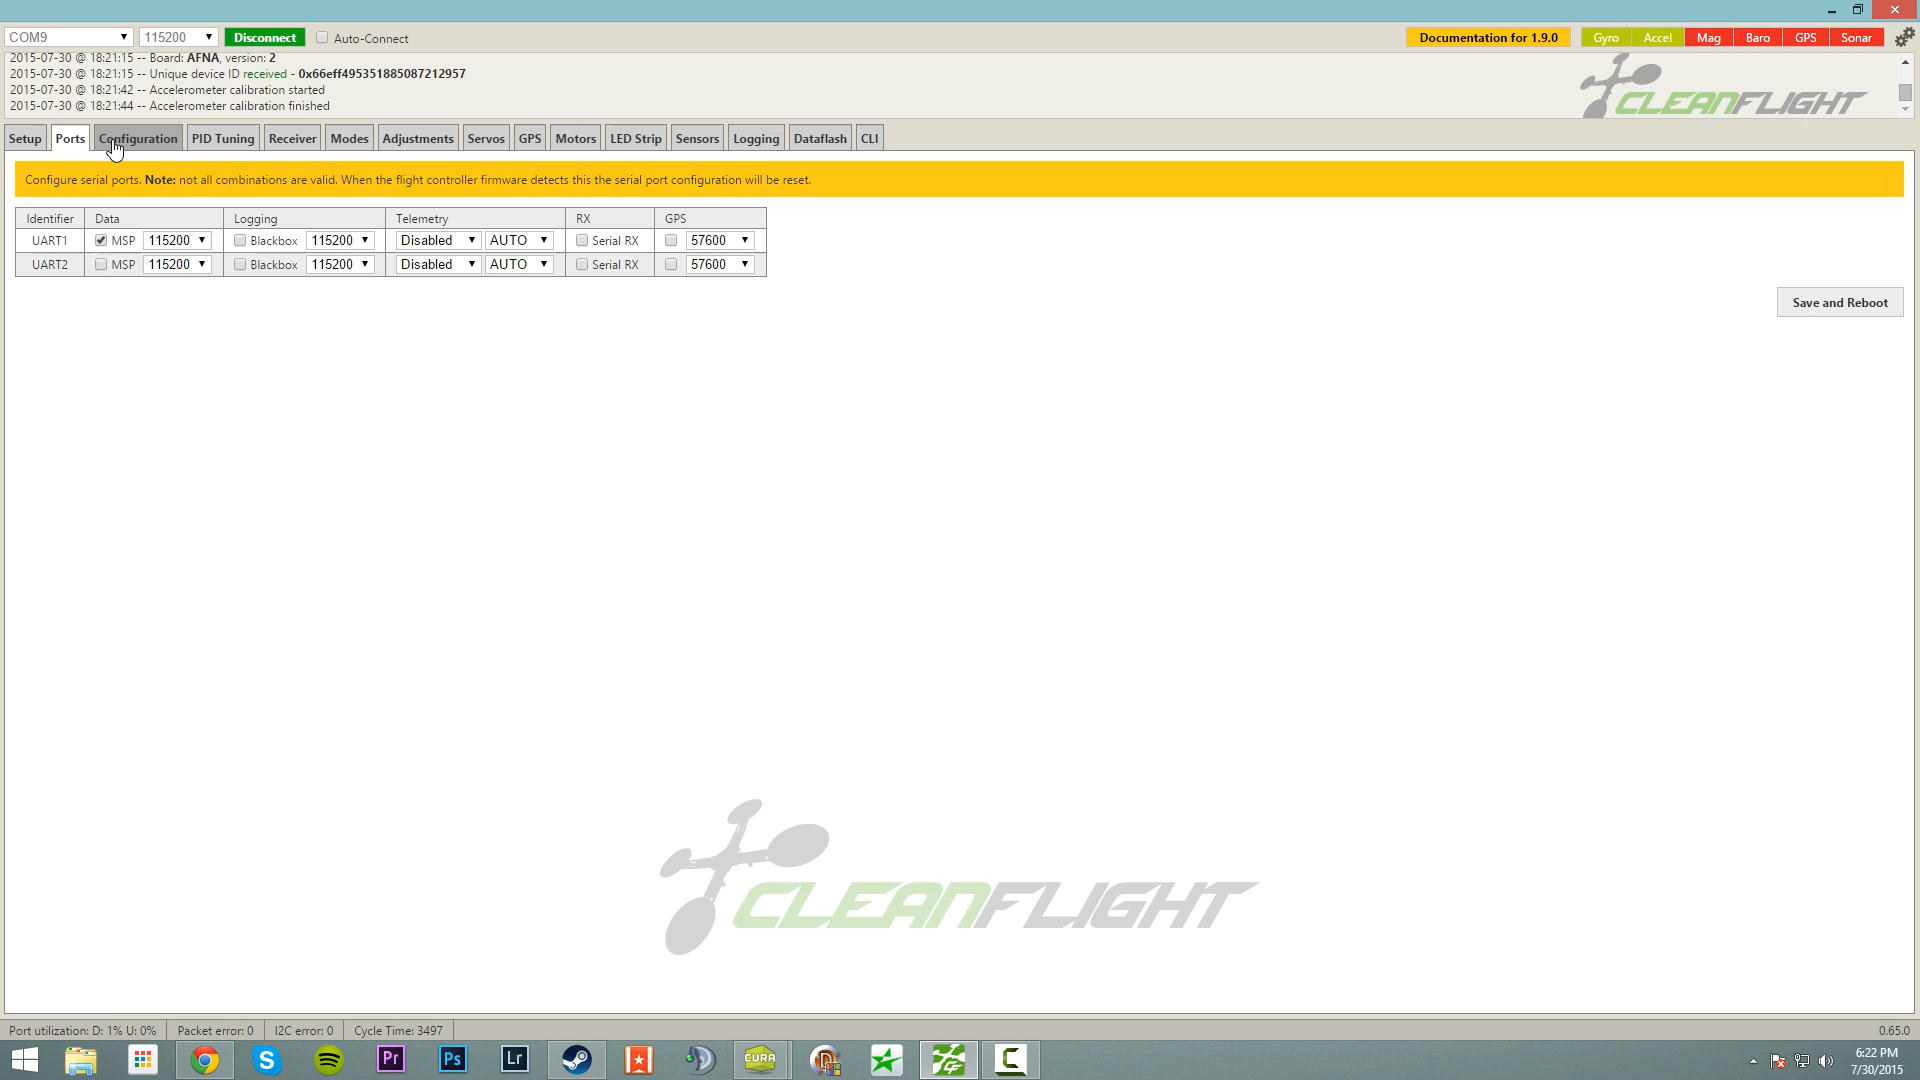 COM9 115200 Disconnect Auto-Connect Documentation for 1.9.0 Gyro Accel Mag Baro GPS Sonar
2015-07-30 @ 18:21:15 -- Board: AFNA, version: 2
2015-07-30 @ 18:21:15 -- Unique device ID received - 0x66eff495351885087212957
2015-07-30 @ 18:21:42 -- Accelerometer calibration started
2015-07-30 @ 18:21:44 -- Accelerometer calibration finished
CLEANFLIGHT
Setup Ports Configuration PID Tuning Receiver Modes Adjustments Servos GPS Motors LED Strip Sensors Logging Dataflash CLI
Configure serial ports. Note: not all combinations are valid. When the flight controller firmware detects this the serial port configuration will be reset.
Identifier Data Logging Telemetry RX GPS
UART1 MSP 115200 Blackbox 115200 Disabled AUTO Serial RX 57600
UART2 MSP 115200 Blackbox 115200 Disabled AUTO Serial RX 57600
Save and Reboot
CLEANFLIGHT
Port utilization: D: 1% U: 0% Packet error: 0 I2C error: 0 Cycle Time: 3497 0.65.0
Pr Ps Lr CURA CF C
6:22 PM
7/30/2015